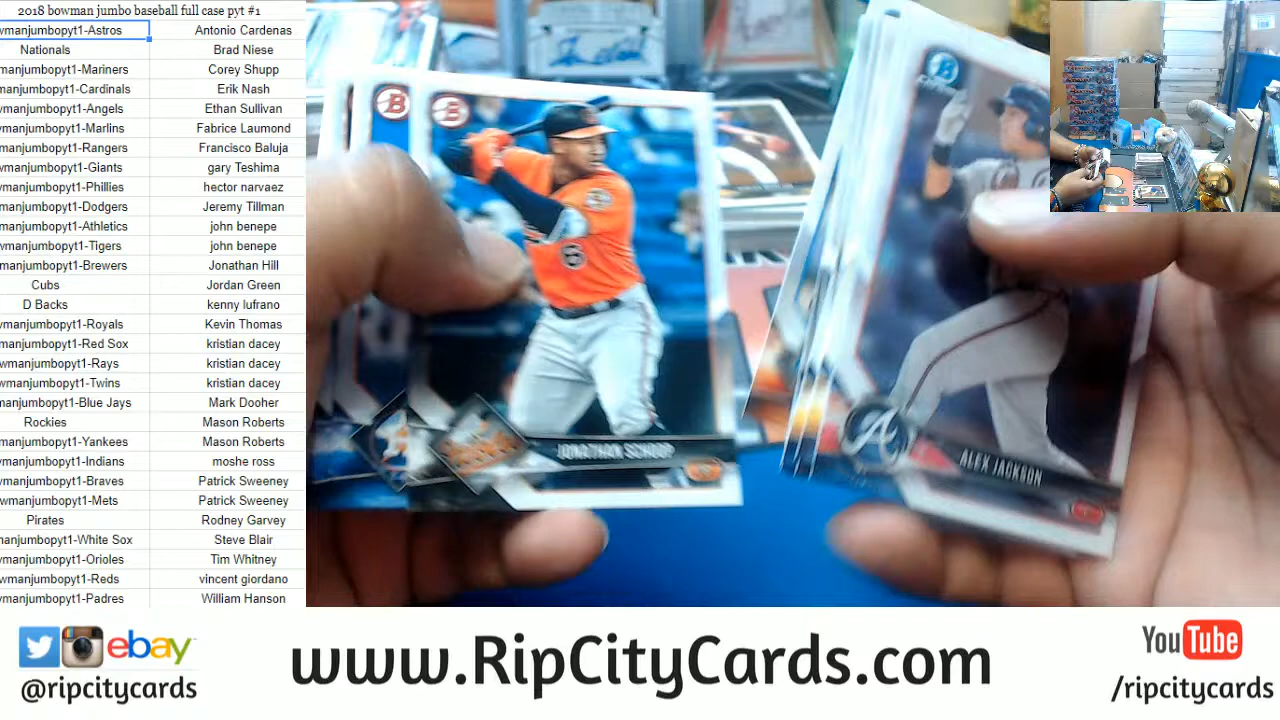 2018 bowman jumbo baseball full case pyt #1
wmanjumbopyt1-Astros Antonio Cardenas
Nationals Brad Niese
manjumbopyt1-Mariners Corey Shupp
manjumbopyt1-Cardinals Erik Nash
wmanjumbopyt1-Angels Ethan Sullivan
wmanjumbopyt1-Marlins Fabrice Laumond
manjumbopyt1-Rangers Francisco Baluja
wmanjumbopyt1-Giants gary Teshima
manjumbopyt1-Phillies hector narvaez
manjumbopyt1-Dodgers Jeremy Tillman
manjumbopyt1-Athletics john benepe
wmanjumbopyt1-Tigers john benepe
manjumbopyt1-Brewers Jonathan Hill
Cubs Jordan Green
D Backs kenny lufrano
wmanjumbopyt1-Royals Kevin Thomas
manjumbopyt1-Red Sox kristian dacey
wmanjumbopyt1-Rays kristian dacey
wmanjumbopyt1-Twins kristian dacey
manjumbopyt1-Blue Jays Mark Dooher
Rockies Mason Roberts
manjumbopyt1-Yankees Mason Roberts
manjumbopyt1-Indians moshe ross
wmanjumbopyt1-Braves Patrick Sweeney
wmanjumbopyt1-Mets Patrick Sweeney
Pirates Rodney Garvey
manjumbopyt1-White Sox Steve Blair
manjumbopyt1-Orioles Tim Whitney
wmanjumbopyt1-Reds vincent giordano
wmanjumbopyt1-Padres William Hanson
B
B
B
6
JONATHAN SCHOOP
A
ALEX JACKSON
ebay
@ripcitycards
www.RipCityCards.com
YouTube
/ripcitycards